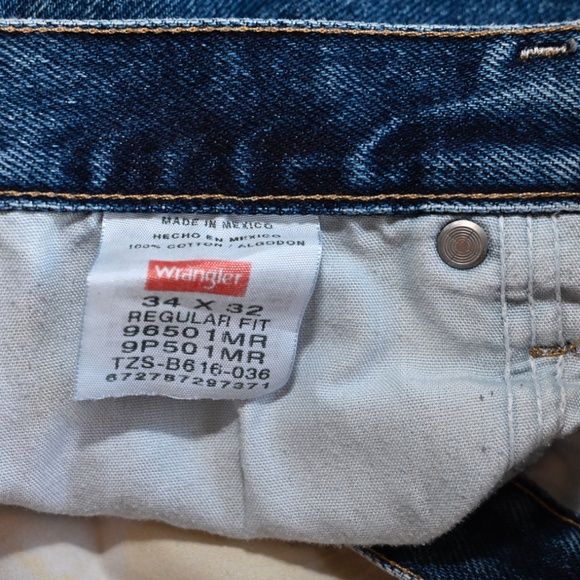 MADE IN MEXICO
HECHO EN MEXICO
100% COTTON / ALGODON
Wrangler
34 X 32
REGULAR FIT
96501MR
9P501MR
TZS-B616-036
672787297371